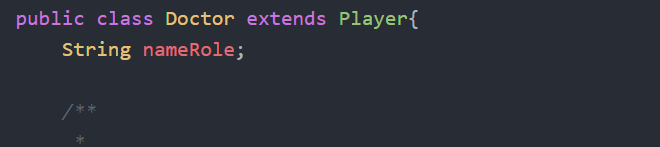 public class Doctor extends Player{
    String nameRole;
    /**
     *